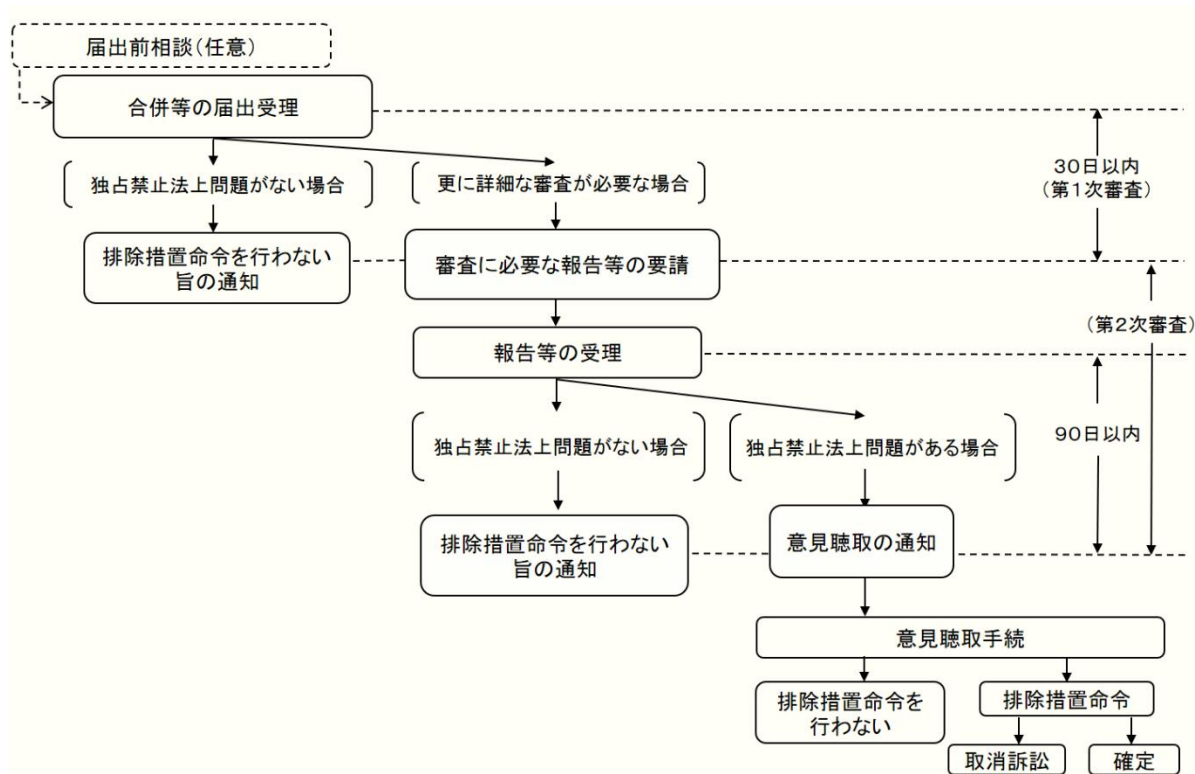 届出前相談(任意)
合併等の届出受理
独占禁止法上問題がない場合
更に詳細な審査が必要な場合
30日以内
(第1次審査)
排除措置命令を行わない
旨の通知
審査に必要な報告等の要請
(第2次審査)
報告等の受理
独占禁止法上問題がない場合
独占禁止法上問題がある場合
90日以内
排除措置命令を行わない
旨の通知
意見聴取の通知
意見聴取手続
排除措置命令を
行わない
排除措置命令
取消訴訟
確定